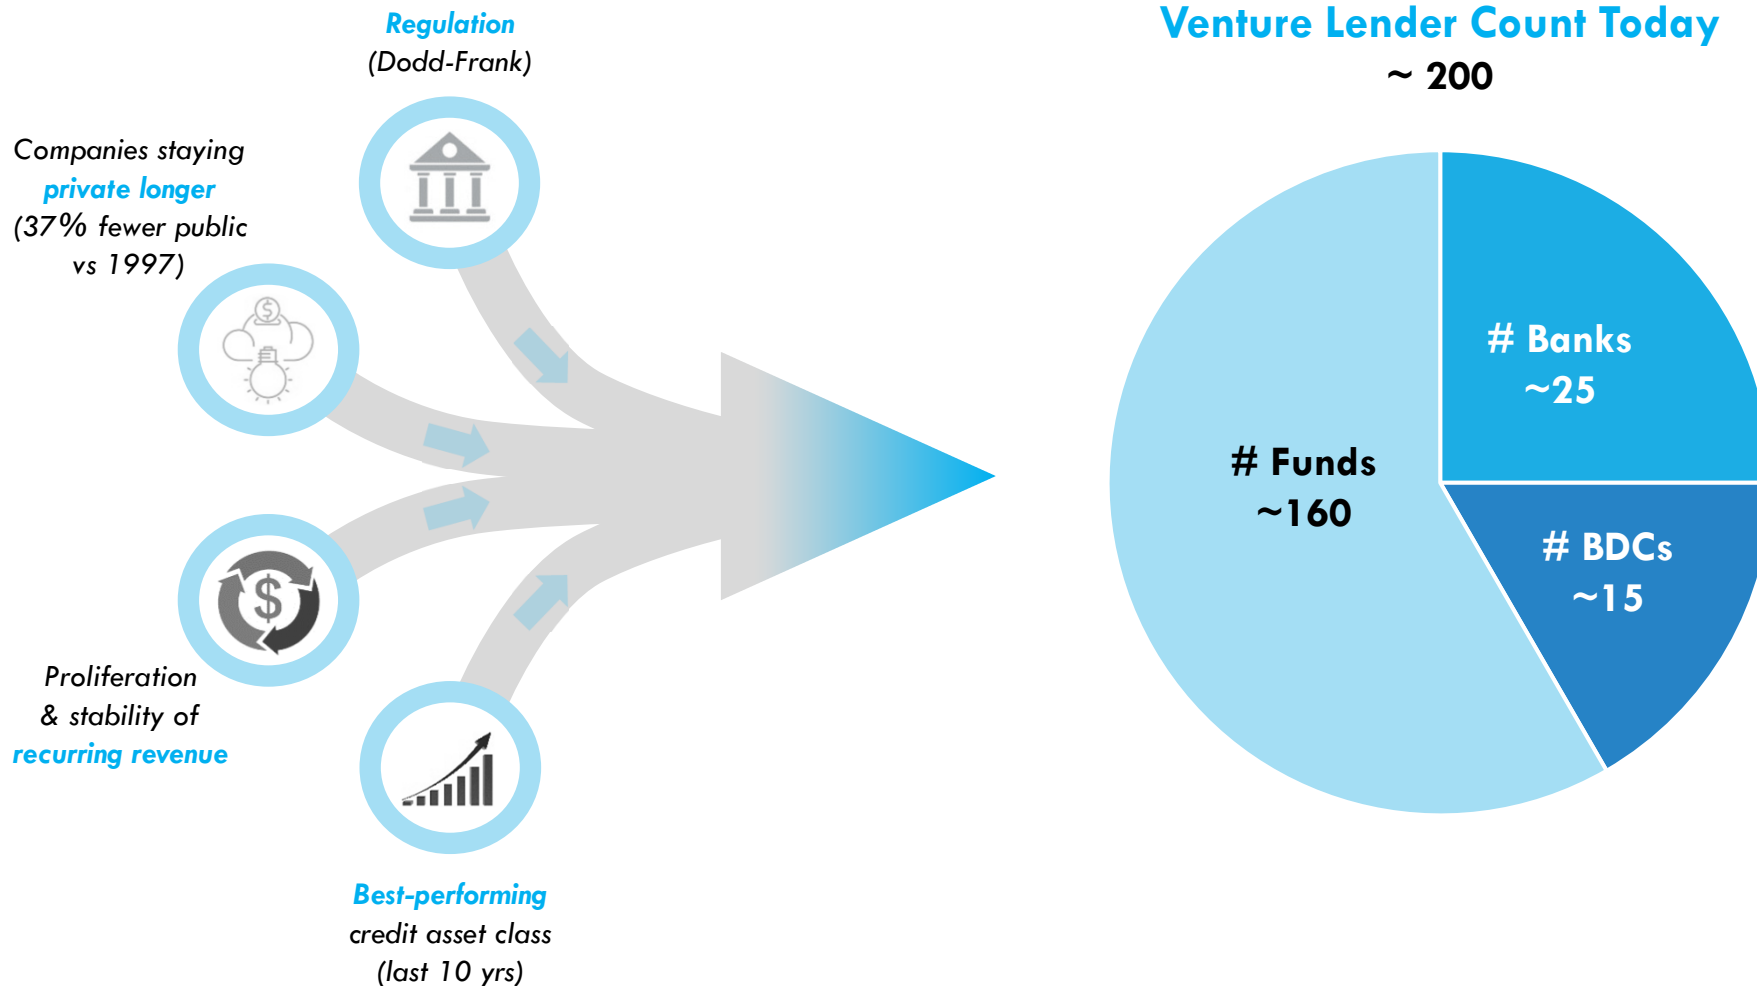 Regulation
(Dodd-Frank)
Companies staying
private longer
(37% fewer public
vs 1997)
$
$
Proliferation
& stability of
recurring revenue
Best-performing
credit asset class
(last 10 yrs)
Venture Lender Count Today
~ 200
# Banks
~25
# Funds
~160
# BDCs
~15